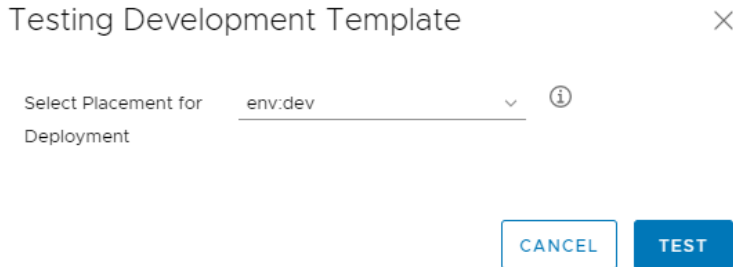 Testing Development Template
Select Placement for env:dev
Deployment
CANCEL TEST